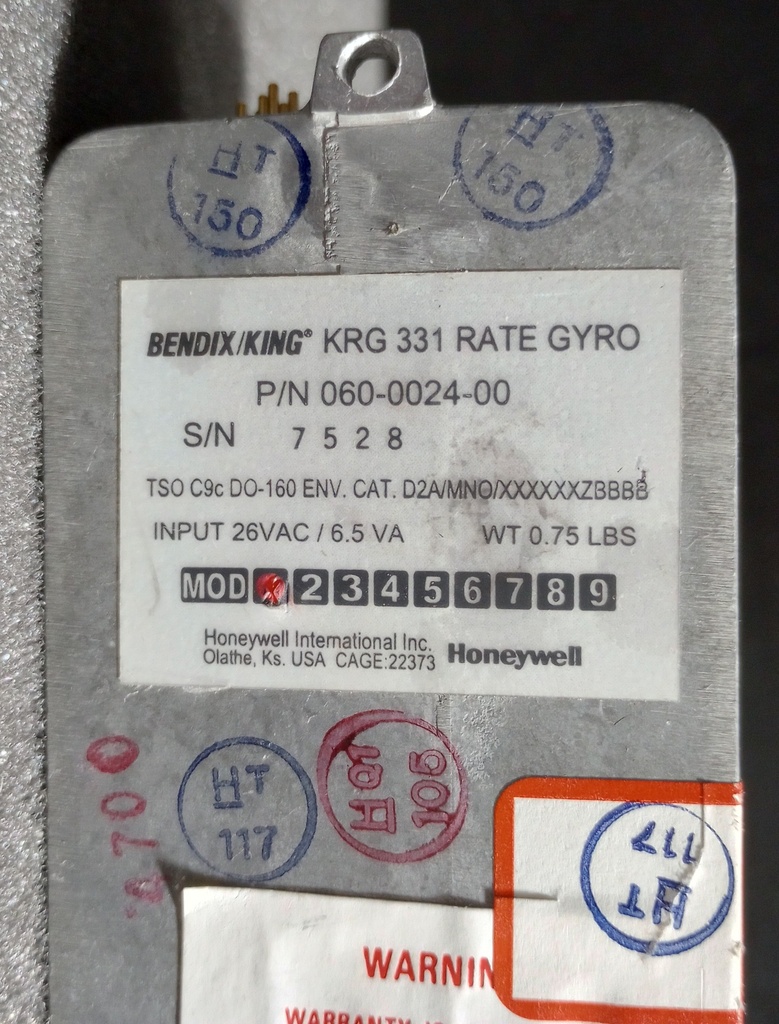 HT
150
HT
150
BENDIX/KING® KRG 331 RATE GYRO
P/N 060-0024-00
S/N 7528
TSO C9c DO-160 ENV. CAT. D2A/MNO/XXXXXXZBBBB
INPUT 26VAC / 6.5 VA WT 0.75 LBS
MOD 2 3 4 5 6 7 8 9
Honeywell International Inc.
Olathe, Ks. USA CAGE:22373 Honeywell
HT
117
105
HT
117
WARNIN
WARRANTY